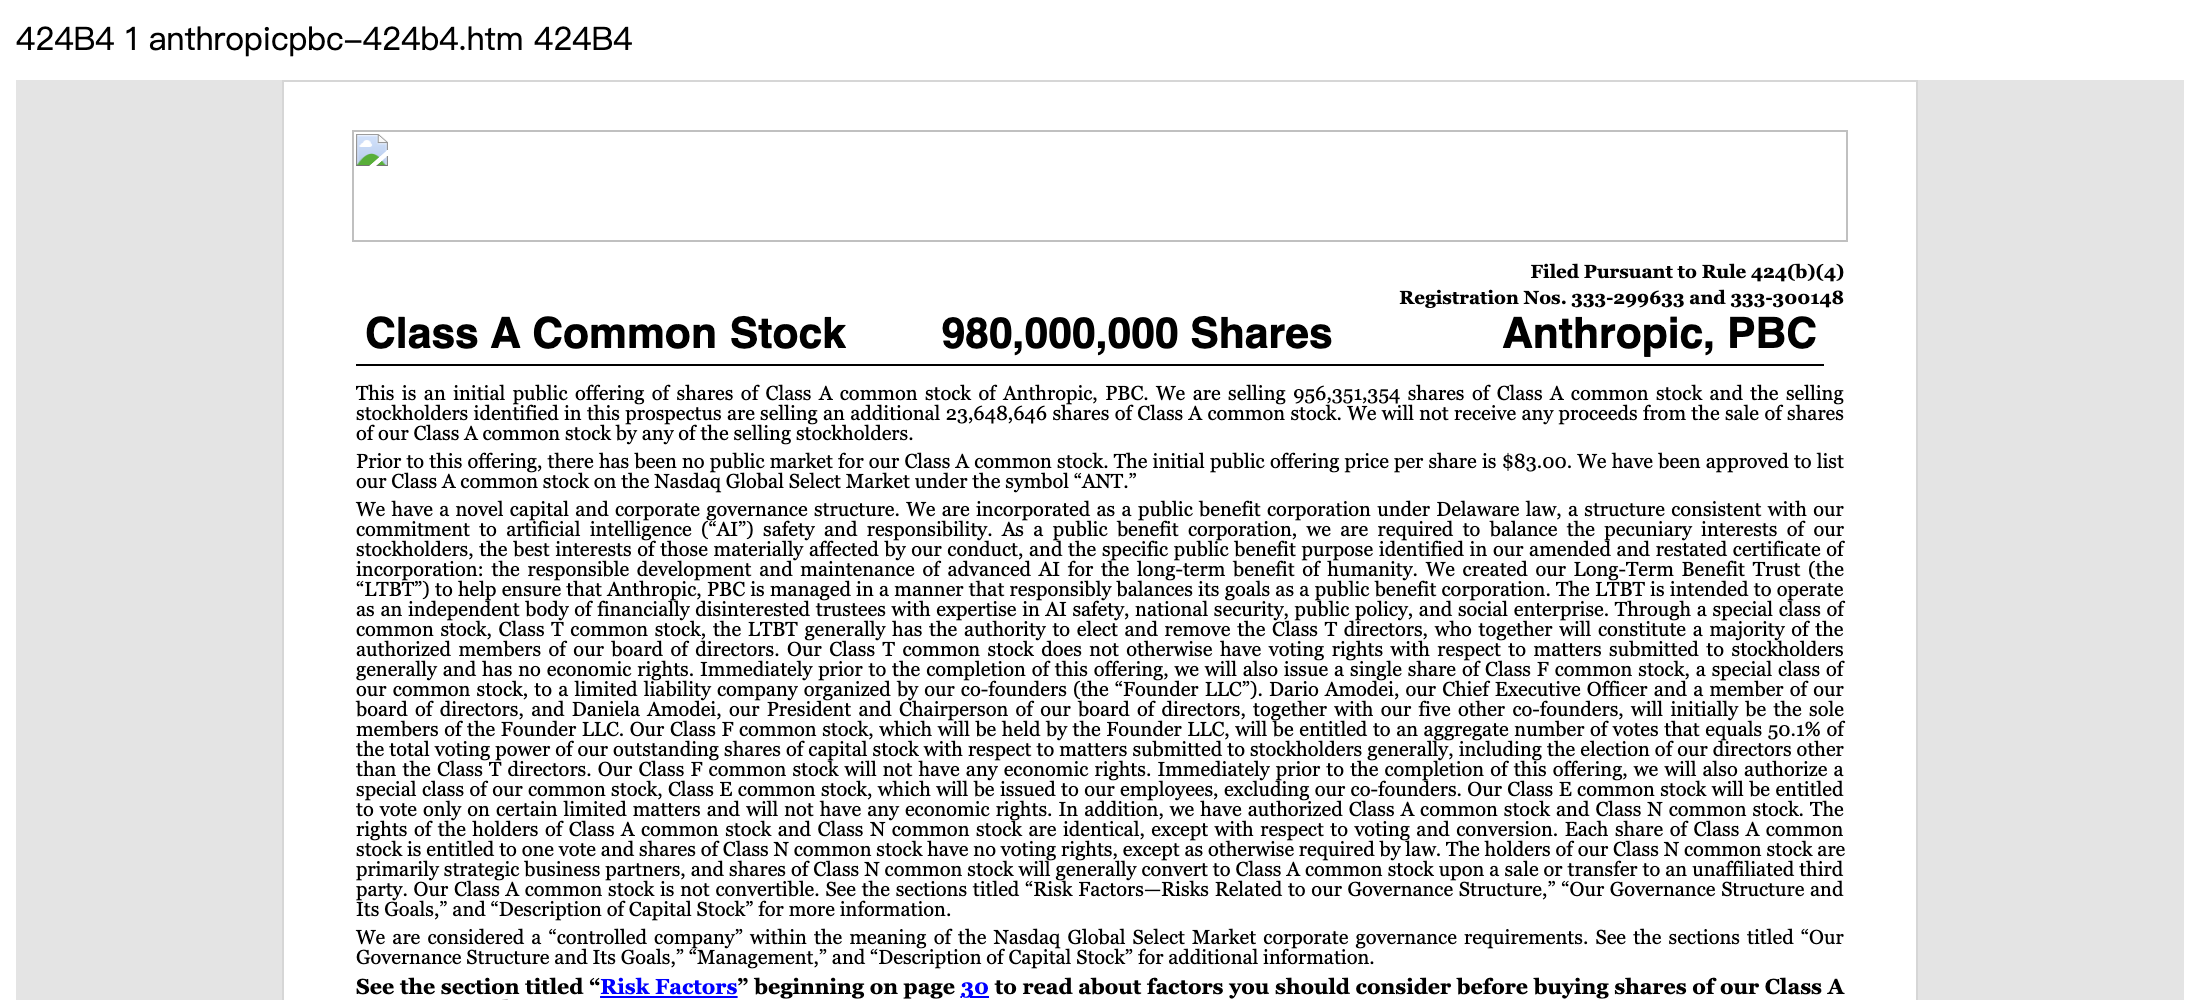 424B4 1 anthropicpbc–424b4.htm 424B4
Filed Pursuant to Rule 424(b)(4)
Registration Nos. 333-299633 and 333-300148
Class A Common Stock 980,000,000 Shares Anthropic, PBC
This is an initial public offering of shares of Class A common stock of Anthropic, PBC. We are selling 956,351,354 shares of Class A common stock and the selling
stockholders identified in this prospectus are selling an additional 23,648,646 shares of Class A common stock. We will not receive any proceeds from the sale of shares
of our Class A common stock by any of the selling stockholders.
Prior to this offering, there has been no public market for our Class A common stock. The initial public offering price per share is $83.00. We have been approved to list
our Class A common stock on the Nasdaq Global Select Market under the symbol “ANT.”
We have a novel capital and corporate governance structure. We are incorporated as a public benefit corporation under Delaware law, a structure consistent with our
commitment to artificial intelligence (“AI”) safety and responsibility. As a public benefit corporation, we are required to balance the pecuniary interests of our
stockholders, the best interests of those materially affected by our conduct, and the specific public benefit purpose identified in our amended and restated certificate of
incorporation: the responsible development and maintenance of advanced AI for the long-term benefit of humanity. We created our Long-Term Benefit Trust (the
“LTBT”) to help ensure that Anthropic, PBC is managed in a manner that responsibly balances its goals as a public benefit corporation. The LTBT is intended to operate
as an independent body of financially disinterested trustees with expertise in AI safety, national security, public policy, and social enterprise. Through a special class of
common stock, Class T common stock, the LTBT generally has the authority to elect and remove the Class T directors, who together will constitute a majority of the
authorized members of our board of directors. Our Class T common stock does not otherwise have voting rights with respect to matters submitted to stockholders
generally and has no economic rights. Immediately prior to the completion of this offering, we will also issue a single share of Class F common stock, a special class of
our common stock, to a limited liability company organized by our co-founders (the “Founder LLC”). Dario Amodei, our Chief Executive Officer and a member of our
board of directors, and Daniela Amodei, our President and Chairperson of our board of directors, together with our five other co-founders, will initially be the sole
members of the Founder LLC. Our Class F common stock, which will be held by the Founder LLC, will be entitled to an aggregate number of votes that equals 50.1% of
the total voting power of our outstanding shares of capital stock with respect to matters submitted to stockholders generally, including the election of our directors other
than the Class T directors. Our Class F common stock will not have any economic rights. Immediately prior to the completion of this offering, we will also authorize a
special class of our common stock, Class E common stock, which will be issued to our employees, excluding our co-founders. Our Class E common stock will be entitled
to vote only on certain limited matters and will not have any economic rights. In addition, we have authorized Class A common stock and Class N common stock. The
rights of the holders of Class A common stock and Class N common stock are identical, except with respect to voting and conversion. Each share of Class A common
stock is entitled to one vote and shares of Class N common stock have no voting rights, except as otherwise required by law. The holders of our Class N common stock are
primarily strategic business partners, and shares of Class N common stock will generally convert to Class A common stock upon a sale or transfer to an unaffiliated third
party. Our Class A common stock is not convertible. See the sections titled “Risk Factors—Risks Related to our Governance Structure,” “Our Governance Structure and
Its Goals,” and “Description of Capital Stock” for more information.
We are considered a “controlled company” within the meaning of the Nasdaq Global Select Market corporate governance requirements. See the sections titled “Our
Governance Structure and Its Goals,” “Management,” and “Description of Capital Stock” for additional information.
See the section titled “Risk Factors” beginning on page 30 to read about factors you should consider before buying shares of our Class A